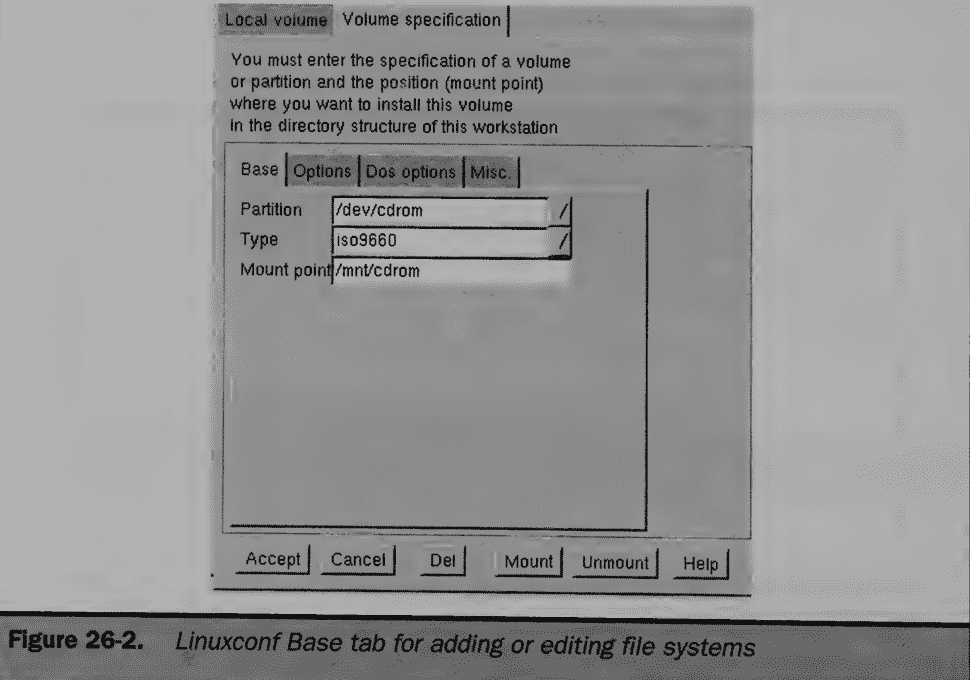 Local volume Volume specification
You must enter the specification of a volume
or partition and the position (mount point)
where you want to install this volume
in the directory structure of this workstation
Base Options Dos options Misc.
Partition /dev/cdrom /
Type iso9660 /
Mount point /mnt/cdrom
Accept Cancel Del Mount Unmount Help
Figure 26-2. Linuxconf Base tab for adding or editing file systems